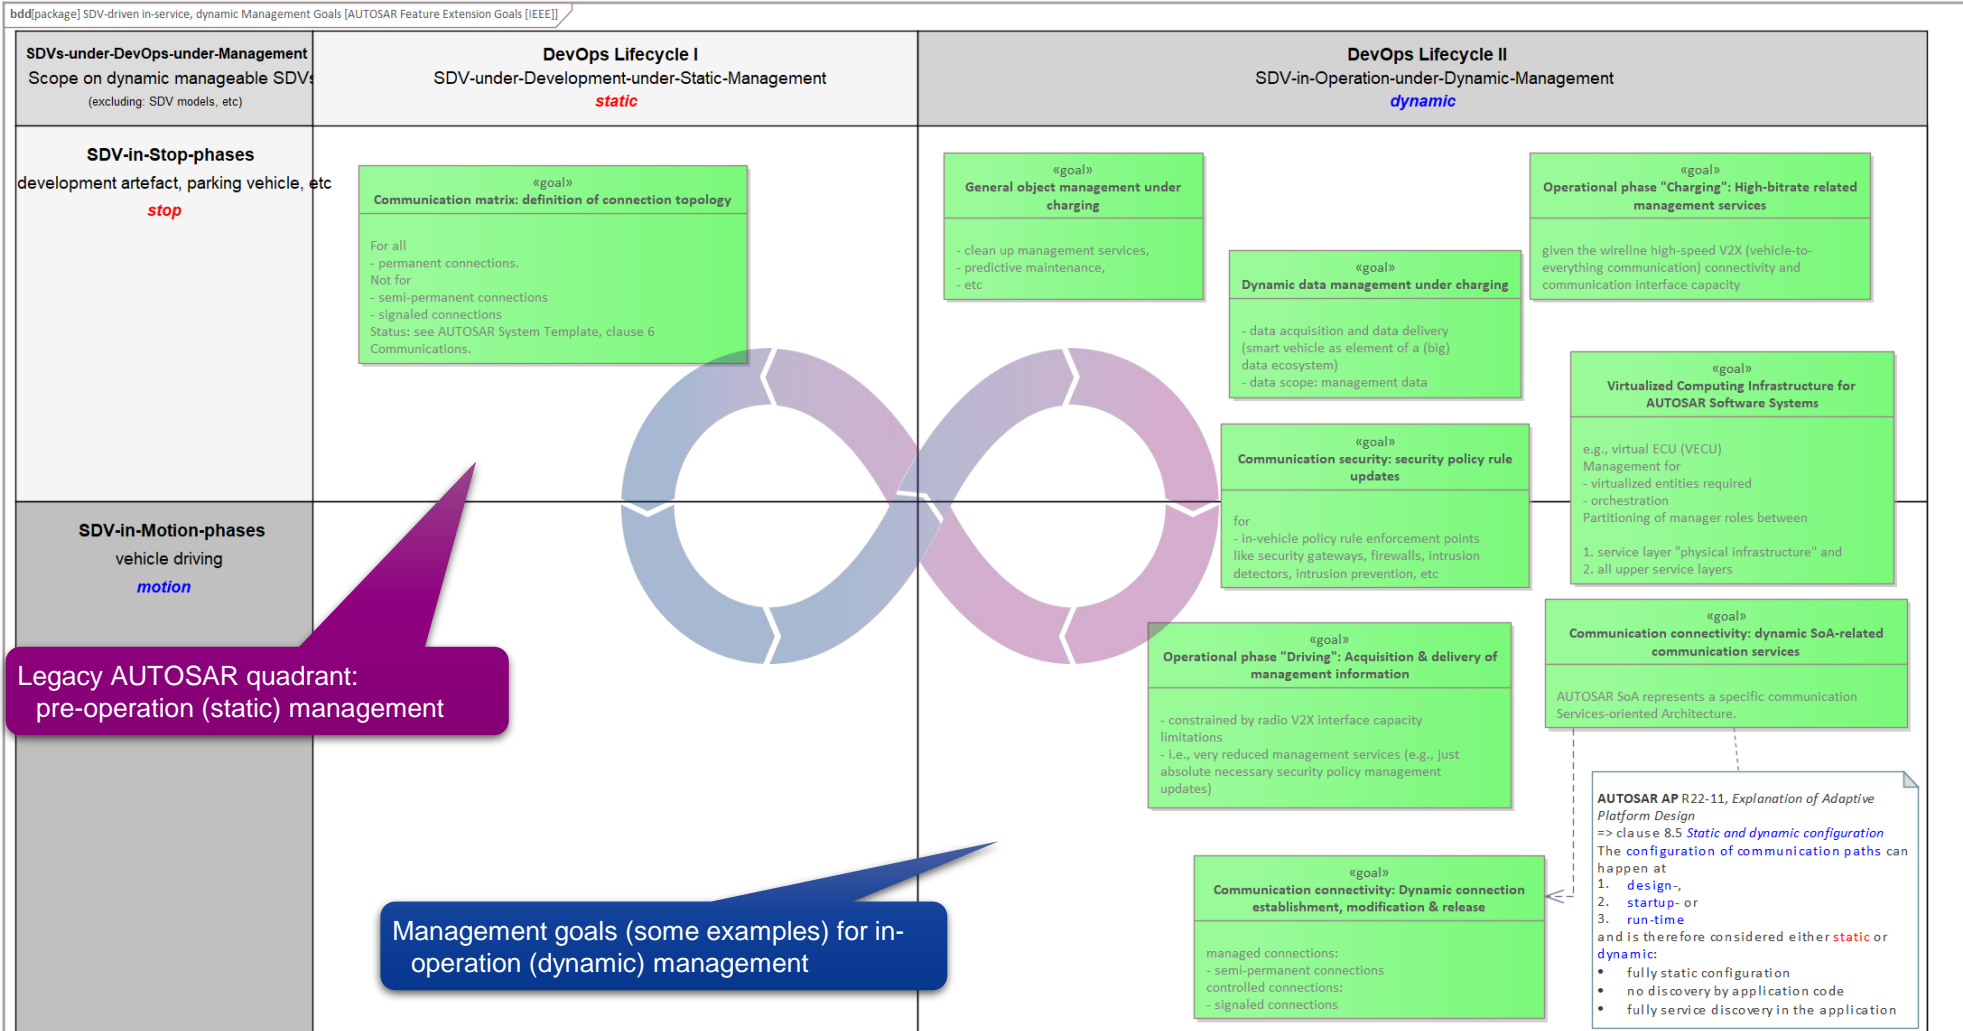 bdd[package] SDV-driven in-service, dynamic Management Goals [AUTOSAR Feature Extension Goals [IEEE]]
SDVs-under-DevOps-under-Management
Scope on dynamic manageable SDVs
(excluding: SDV models, etc)
DevOps Lifecycle I
SDV-under-Development-under-Static-Management
static
DevOps Lifecycle II
SDV-in-Operation-under-Dynamic-Management
dynamic
SDV-in-Stop-phases
development artefact, parking vehicle, etc
stop
«goal»
Communication matrix: definition of connection topology
For all
- permanent connections.
Not for
- semi-permanent connections
- signaled connections
Status: see AUTOSAR System Template, clause 6
Communications.
«goal»
General object management under
charging
- clean up management services,
- predictive maintenance,
- etc
«goal»
Operational phase "Charging": High-bitrate related
management services
given the wireline high-speed V2X (vehicle-to-
everything communication) connectivity and
communication interface capacity
«goal»
Dynamic data management under charging
- data acquisition and data delivery
(smart vehicle as element of a (big)
data ecosystem)
- data scope: management data
«goal»
Virtualized Computing Infrastructure for
AUTOSAR Software Systems
e.g., virtual ECU (VECU)
Management for
- virtualized entities required
- orchestration
Partitioning of manager roles between
1. service layer "physical infrastructure" and
2. all upper service layers
«goal»
Communication security: security policy rule
updates
for
- in-vehicle policy rule enforcement points
like security gateways, firewalls, intrusion
detectors, intrusion prevention, etc
SDV-in-Motion-phases
vehicle driving
motion
Legacy AUTOSAR quadrant:
pre-operation (static) management
«goal»
Operational phase "Driving": Acquisition & delivery of
management information
- constrained by radio V2X interface capacity
limitations
- i.e., very reduced management services (e.g., just
absolute necessary security policy management
updates)
«goal»
Communication connectivity: dynamic SoA-related
communication services
AUTOSAR SoA represents a specific communication
Services-oriented Architecture.
AUTOSAR AP R22-11, Explanation of Adaptive
Platform Design
=> clause 8.5 Static and dynamic configuration
The configuration of communication paths can
happen at
1. design-,
2. startup- or
3. run-time
and is therefore considered either static or
dynamic:
• fully static configuration
• no discovery by application code
• fully service discovery in the application
Management goals (some examples) for in-
operation (dynamic) management
«goal»
Communication connectivity: Dynamic connection
establishment, modification & release
managed connections:
- semi-permanent connections
controlled connections:
- signaled connections